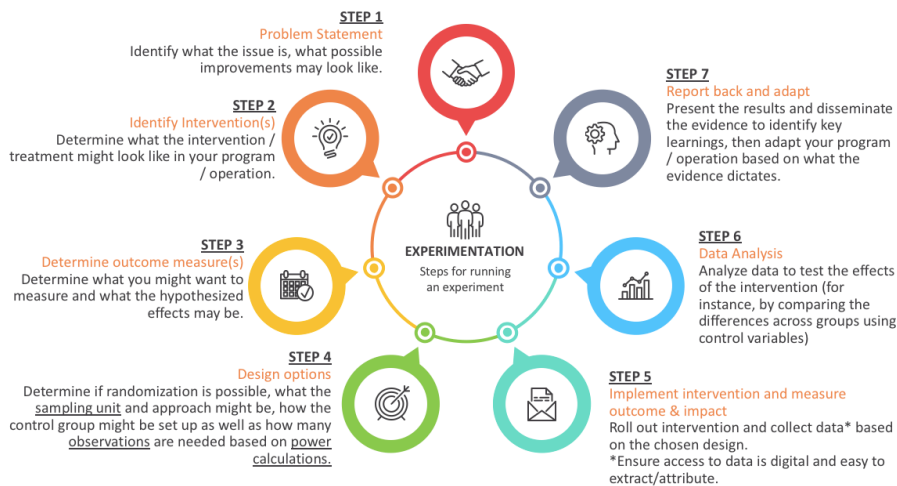 STEP 1
Problem Statement
Identify what the issue is, what possible
improvements may look like.
STEP 2
Identify Intervention(s)
Determine what the intervention /
treatment might look like in your program
/ operation.
STEP 3
Determine outcome measure(s)
Determine what you might want to
measure and what the hypothesized
effects may be.
STEP 4
Design options
Determine if randomization is possible, what the
sampling unit and approach might be, how the
control group might be set up as well as how many
observations are needed based on power
calculations.
STEP 5
Implement intervention and measure
outcome & impact
Roll out intervention and collect data* based
on the chosen design.
*Ensure access to data is digital and easy to
extract/attribute.
STEP 6
Data Analysis
Analyze data to test the effects
of the intervention (for
instance, by comparing the
differences across groups using
control variables)
STEP 7
Report back and adapt
Present the results and disseminate
the evidence to identify key
learnings, then adapt your program
/ operation based on what the
evidence dictates.
EXPERIMENTATION
Steps for running
an experiment